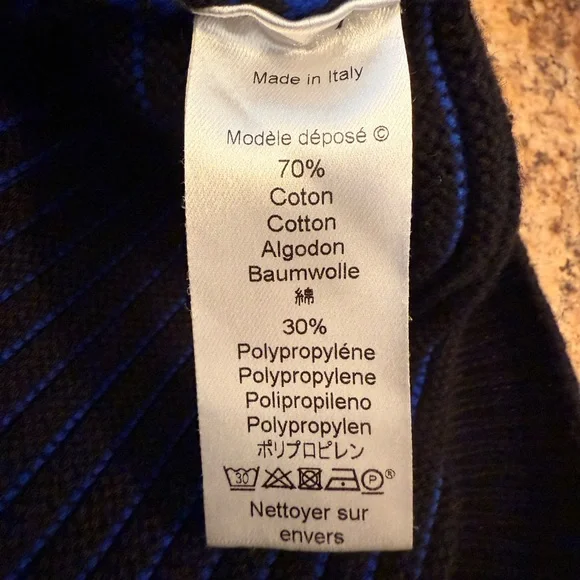 Made in Italy
Modèle déposé ©
70%
Coton
Cotton
Algodon
Baumwolle
綿
30%
Polypropyléne
Polypropylene
Polipropileno
Polypropylen
ポリプロピレン
30 P ®
Nettoyer sur
envers